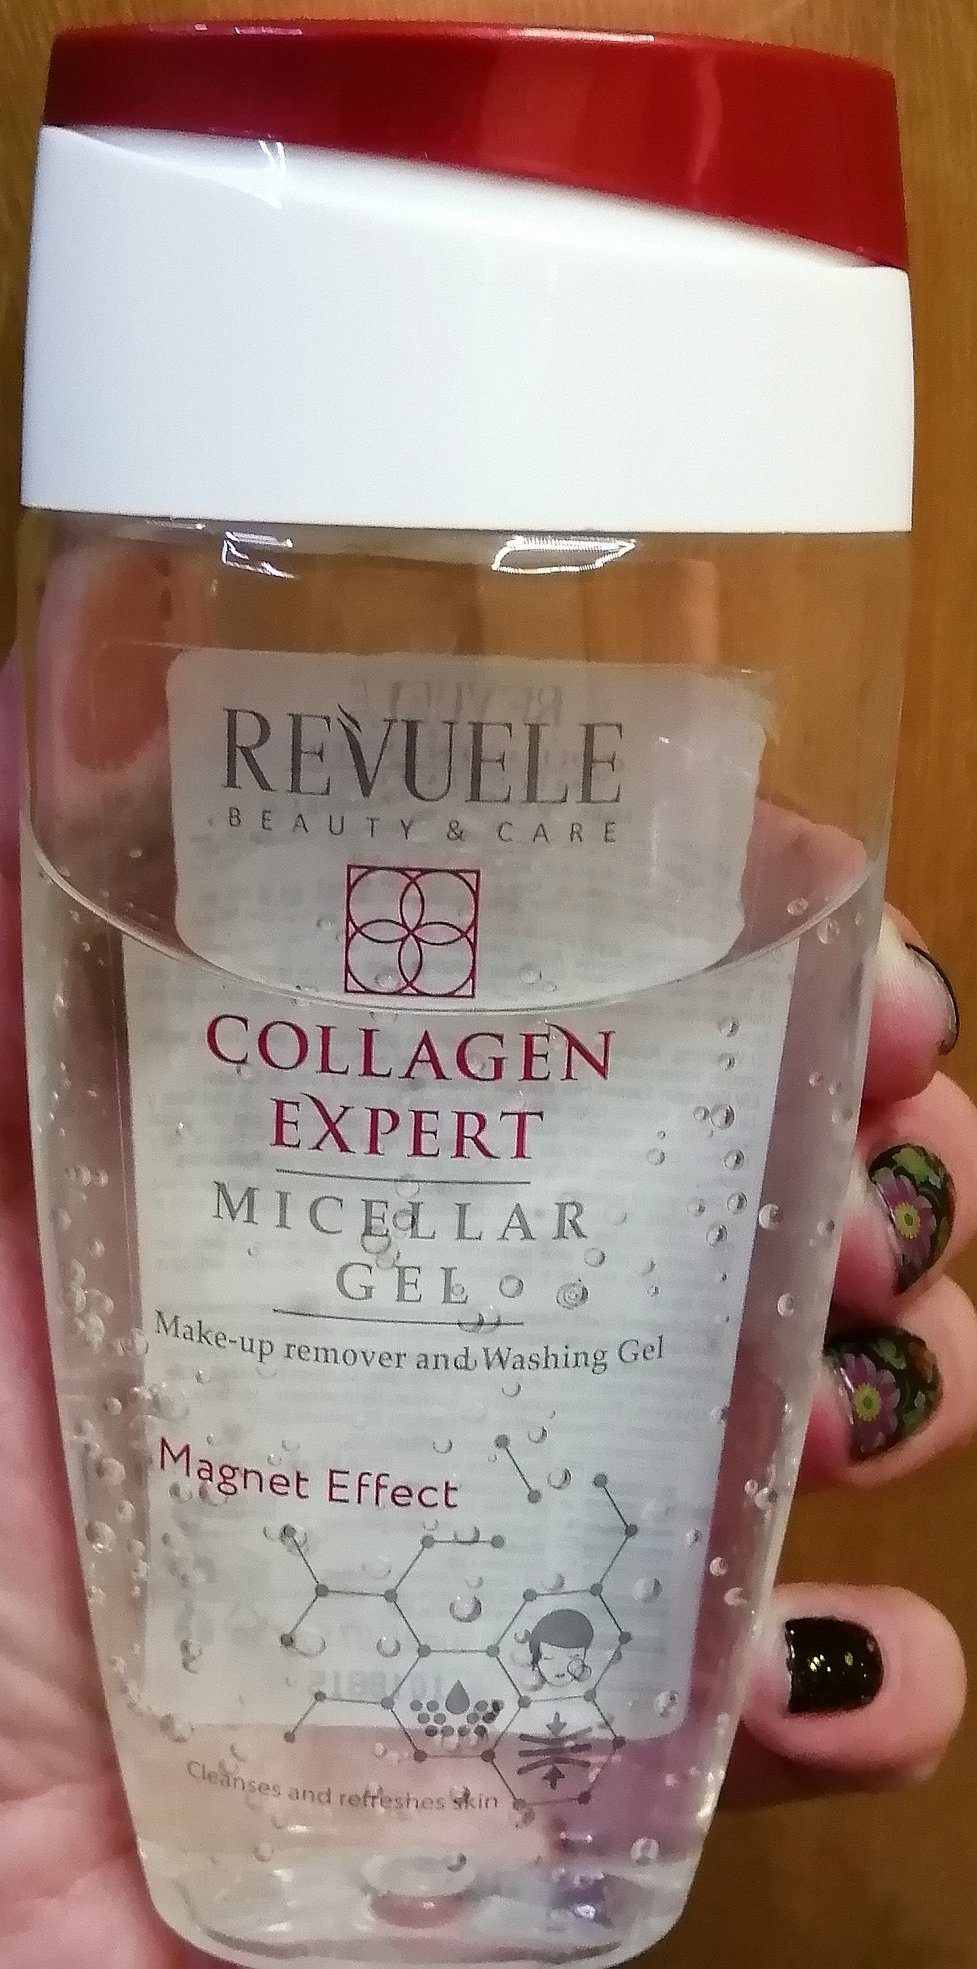 REVUELE
BEAUTY & CARE
COLLAGEN
EXPERT
MICELLAR
GEL
Make-up remover and Washing Gel
Magnet Effect
Cleanses and refreshes skin